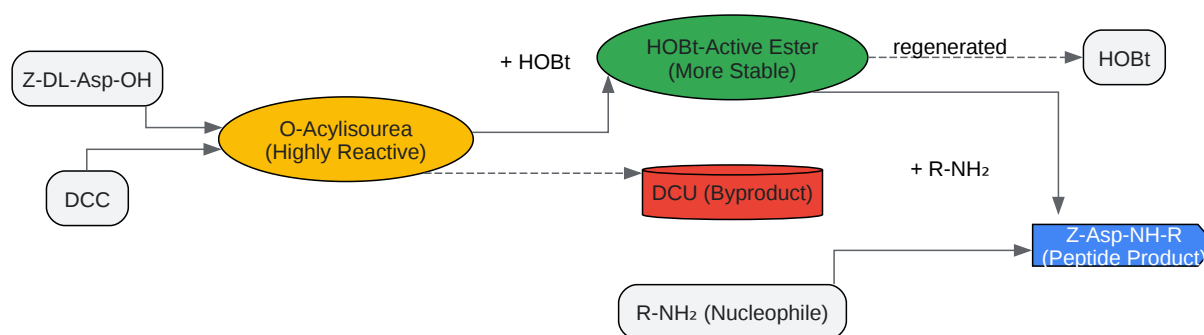 Z-DL-Asp-OH
DCC
O-Acylisourea
(Highly Reactive)
+ HOBt
HOBt-Active Ester
(More Stable)
regenerated
HOBt
DCU (Byproduct)
+ R-NH₂
R-NH₂ (Nucleophile)
Z-Asp-NH-R
(Peptide Product)